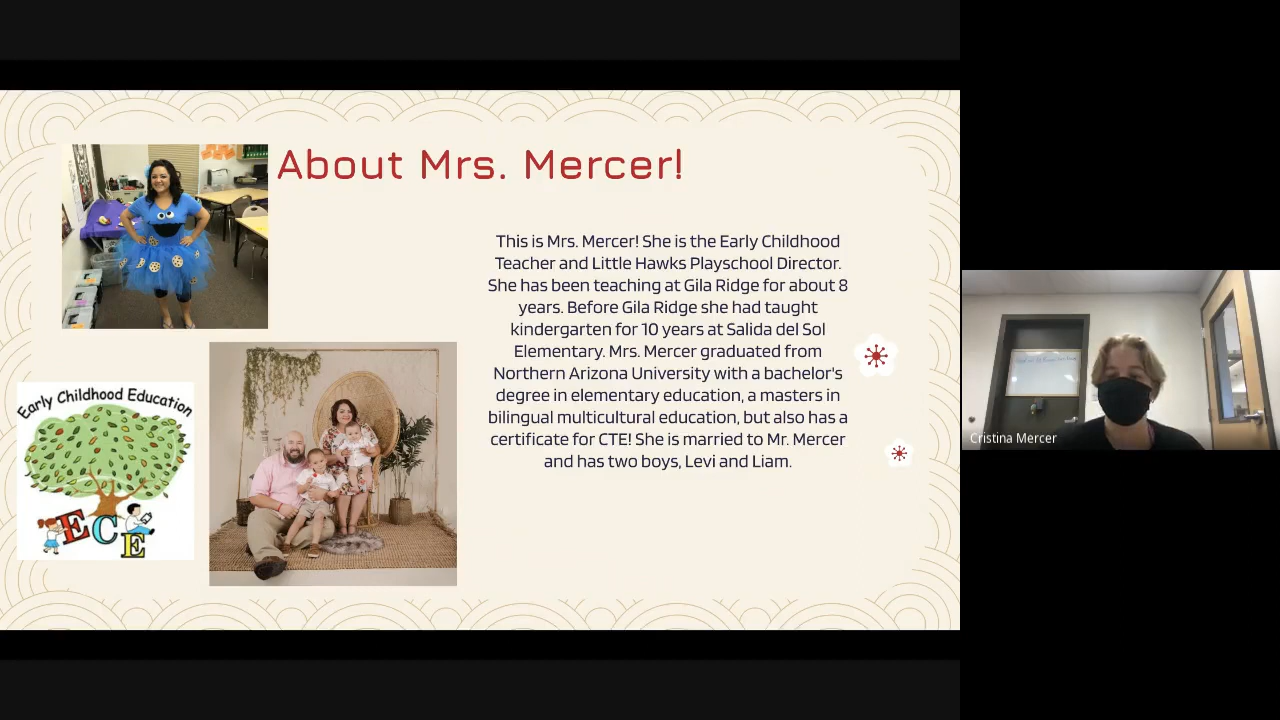 About Mrs. Mercer!
This is Mrs. Mercer! She is the Early Childhood
Teacher and Little Hawks Playschool Director.
She has been teaching at Gila Ridge for about 8
years. Before Gila Ridge she had taught
kindergarten for 10 years at Salida del Sol
Elementary. Mrs. Mercer graduated from
Northern Arizona University with a bachelor's
degree in elementary education, a masters in
bilingual multicultural education, but also has a
certificate for CTE! She is married to Mr. Mercer
and has two boys, Levi and Liam.
Early Childhood Education
ECE
Cristina Mercer